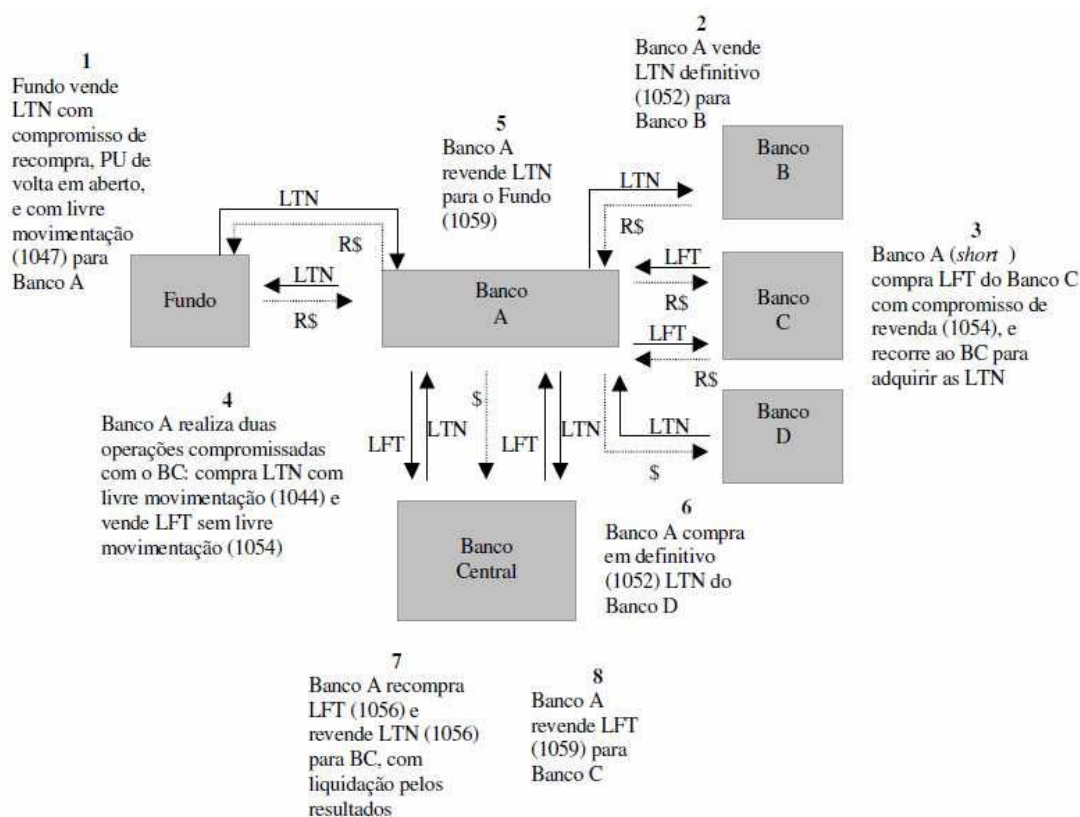 1
Fundo vende
LTN com
compromisso de
recompra, PU de
volta em aberto,
e com livre
movimentação
(1047) para
Banco A
2
Banco A vende
LTN definitivo
(1052) para
Banco B
5
Banco A
revende LTN
para o Fundo
(1059)
Banco
B
LTN
R$
LTN
R$
3
Banco A (short )
compra LFT do Banco C
com compromisso de
revenda (1054), e
recorre ao BC para
adquirir as LTN
LFT
R$
Banco
C
LFT
R$
Fundo
LTN
R$
Banco
A
4
Banco A realiza duas
operações compromissadas
com o BC: compra LTN com
livre movimentação (1044) e
vende LFT sem livre
movimentação (1054)
LFT
LTN
$
LFT
LTN
LTN
$
Banco
D
Banco
Central
6
Banco A compra
em definitivo
(1052) LTN do
Banco D
7
Banco A recompra
LFT (1056) e
revende LTN (1056)
para BC, com
liquidação pelos
resultados
8
Banco A
revende LFT
(1059) para
Banco C